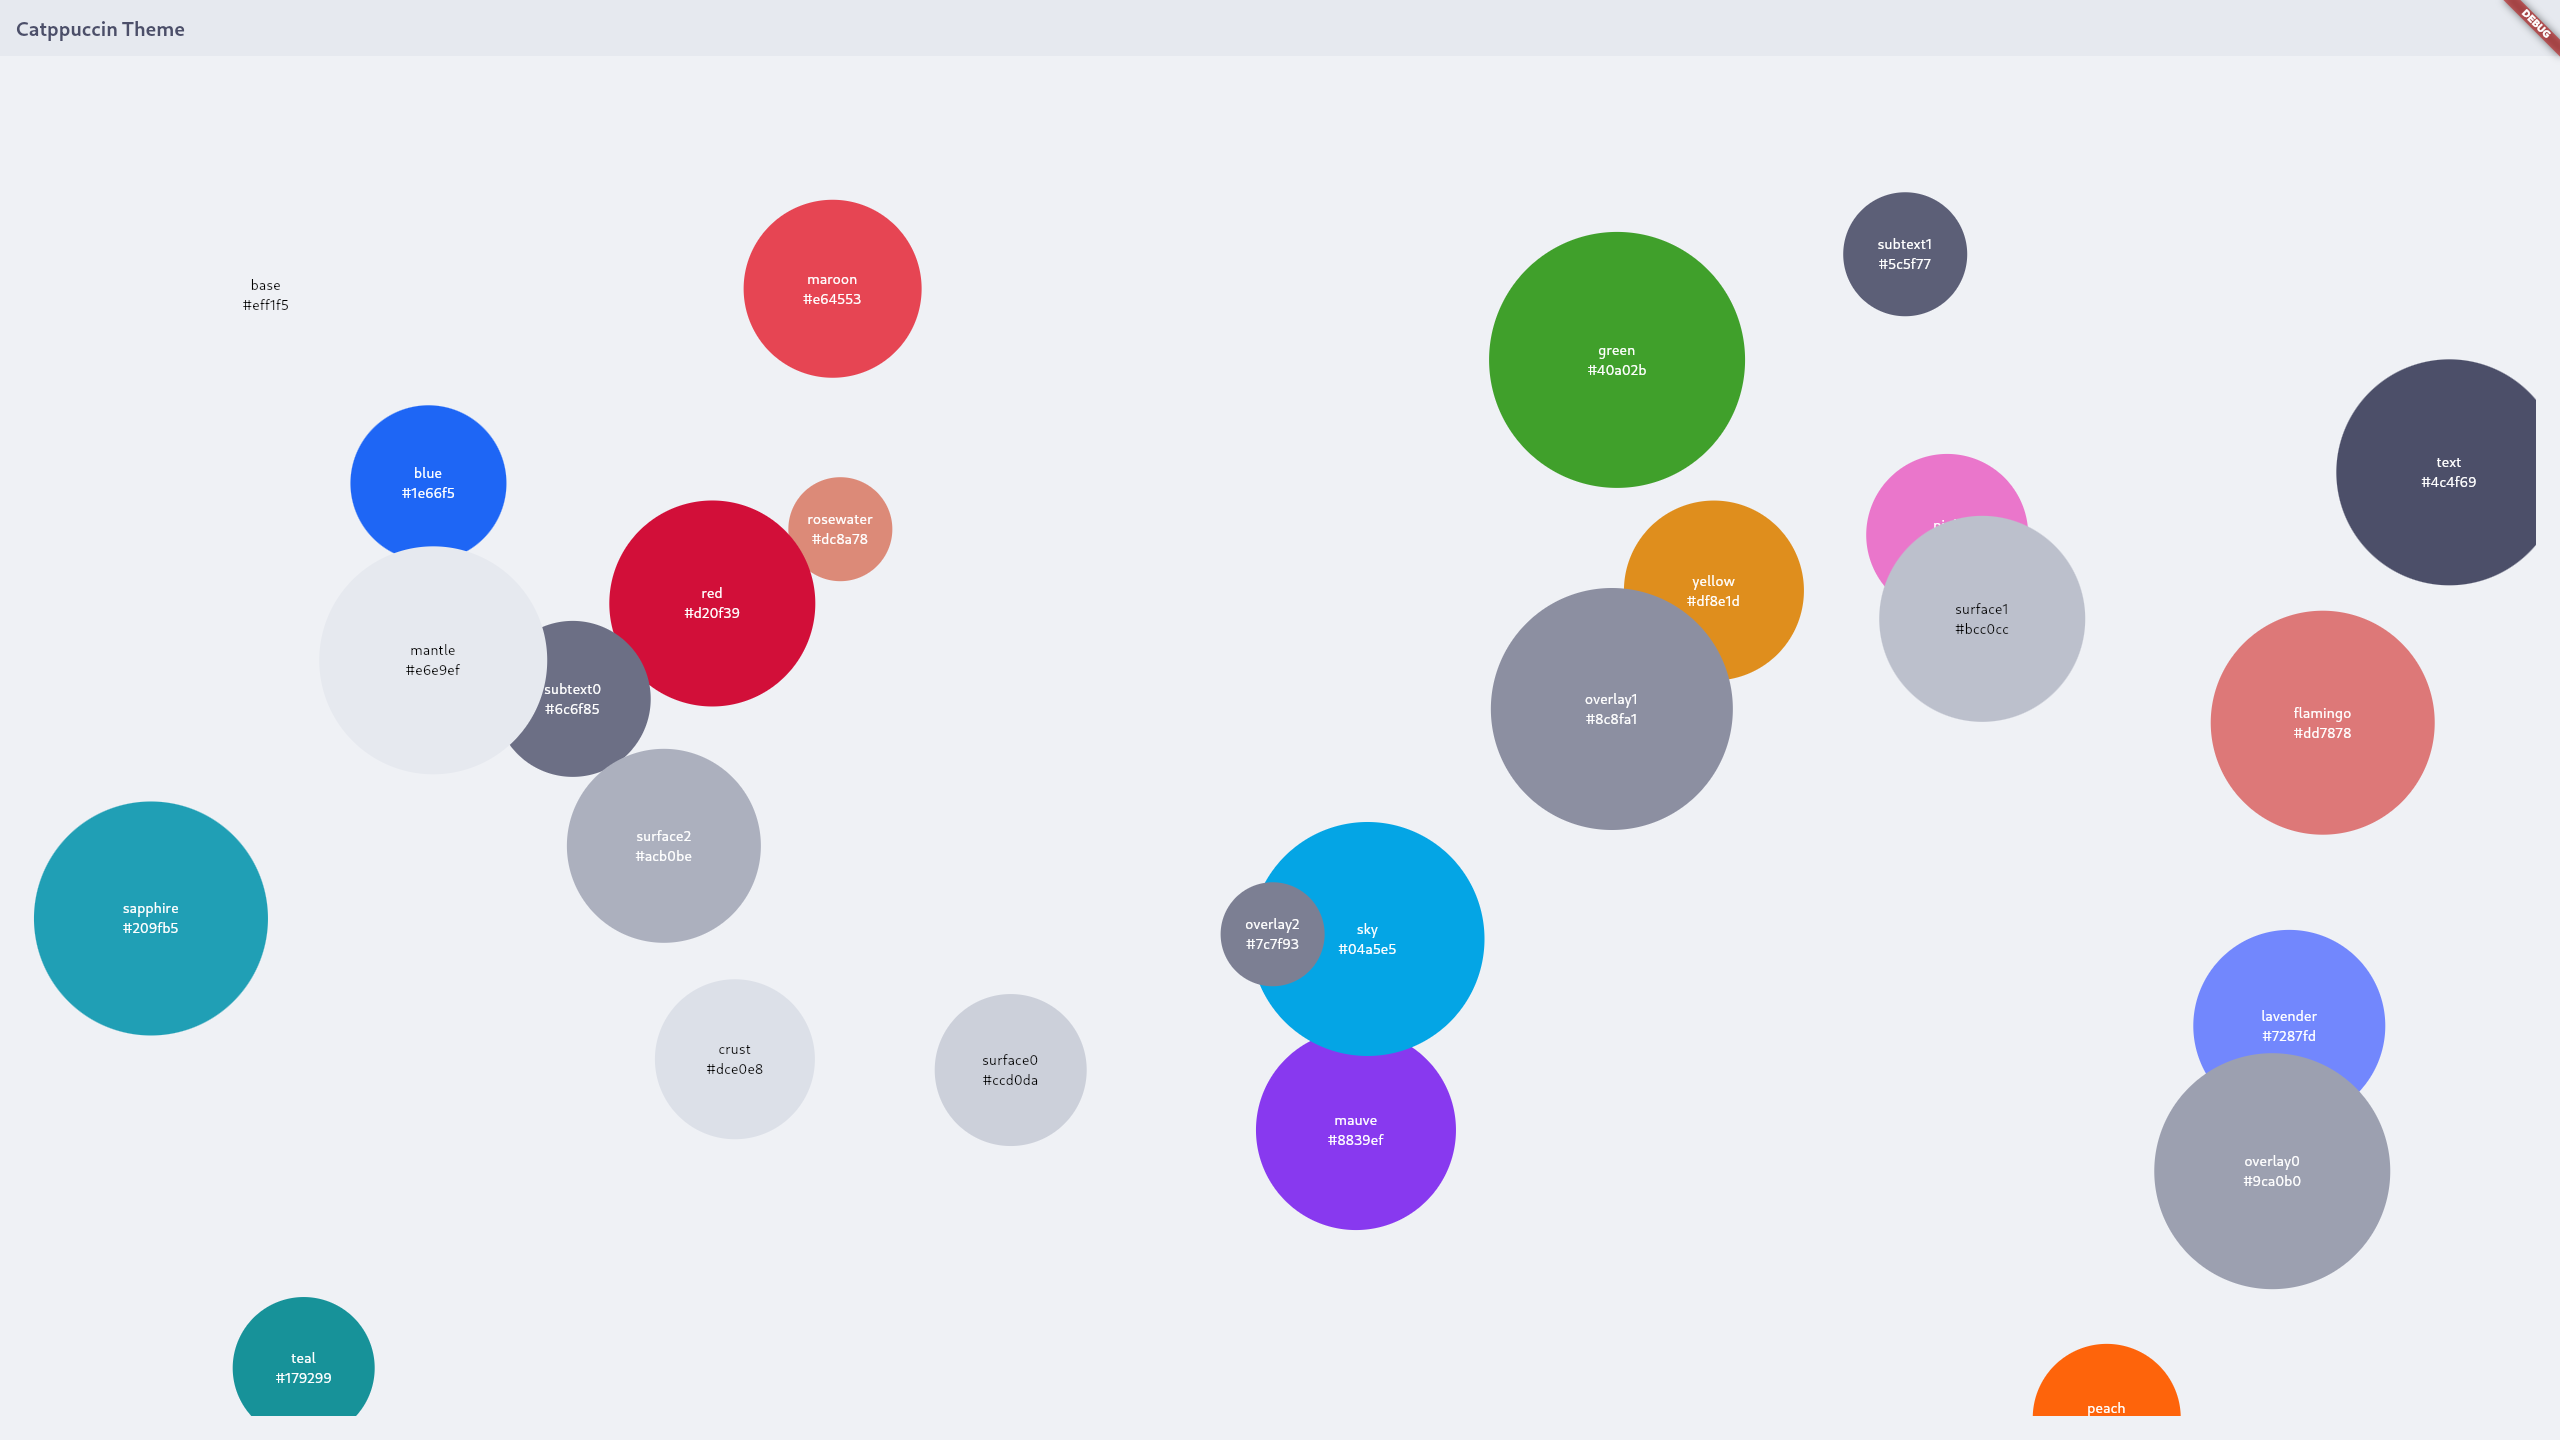 Catppuccin Theme
DEBUG
subtext1
#5c5f77
maroon
#e64553
base
#eff1f5
green
#40a02b
text
#4c4f69
blue
#1e66f5
rosewater
#dc8a78
yellow
#df8e1d
red
#d20f39
surface1
#bcc0cc
mantle
#e6e9ef
subtext0
#6c6f85
overlay1
#8c8fa1
flamingo
#dd7878
surface2
#acb0be
sapphire
#209fb5
overlay2
#7c7f93
sky
#04a5e5
lavender
#7287fd
crust
#dce0e8
surface0
#ccd0da
mauve
#8839ef
overlay0
#9ca0b0
teal
#179299
peach